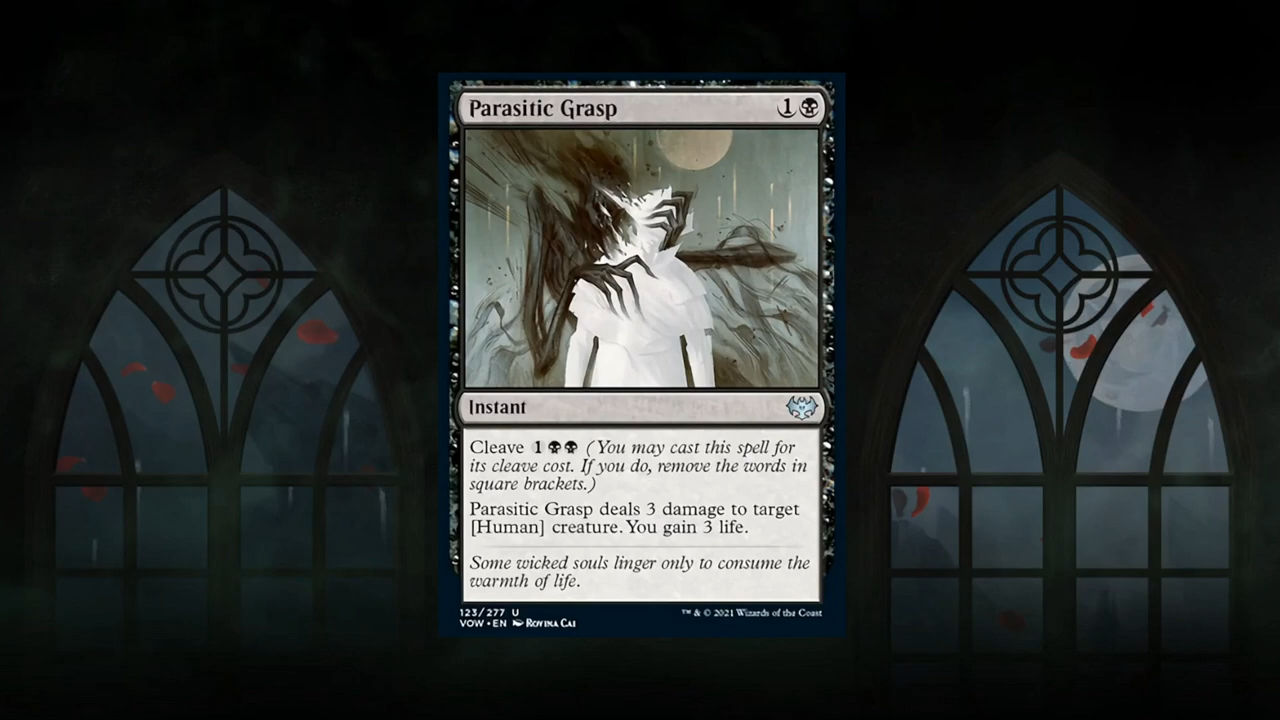 Parasitic Grasp 1
Instant
Cleave 1 (You may cast this spell for
its cleave cost. If you do, remove the words in
square brackets.)
Parasitic Grasp deals 3 damage to target
[Human] creature. You gain 3 life.
Some wicked souls linger only to consume the
warmth of life.
123/277 U ™ & © 2021 Wizards of the Coast
VOW • EN Rovina Cai